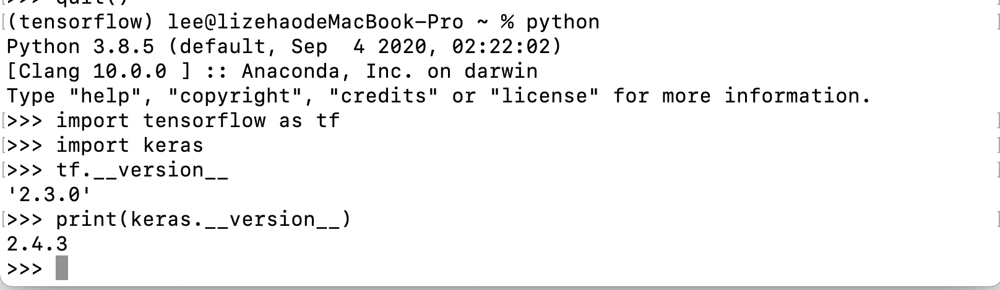 >>> quit()
[(tensorflow) lee@lizehaodeMacBook-Pro ~ % python ]
Python 3.8.5 (default, Sep  4 2020, 02:22:02)
[Clang 10.0.0 ] :: Anaconda, Inc. on darwin
Type "help", "copyright", "credits" or "license" for more information.
[>>> import tensorflow as tf ]
[>>> import keras ]
[>>> tf.__version__ ]
'2.3.0'
[>>> print(keras.__version__) ]
2.4.3
>>>